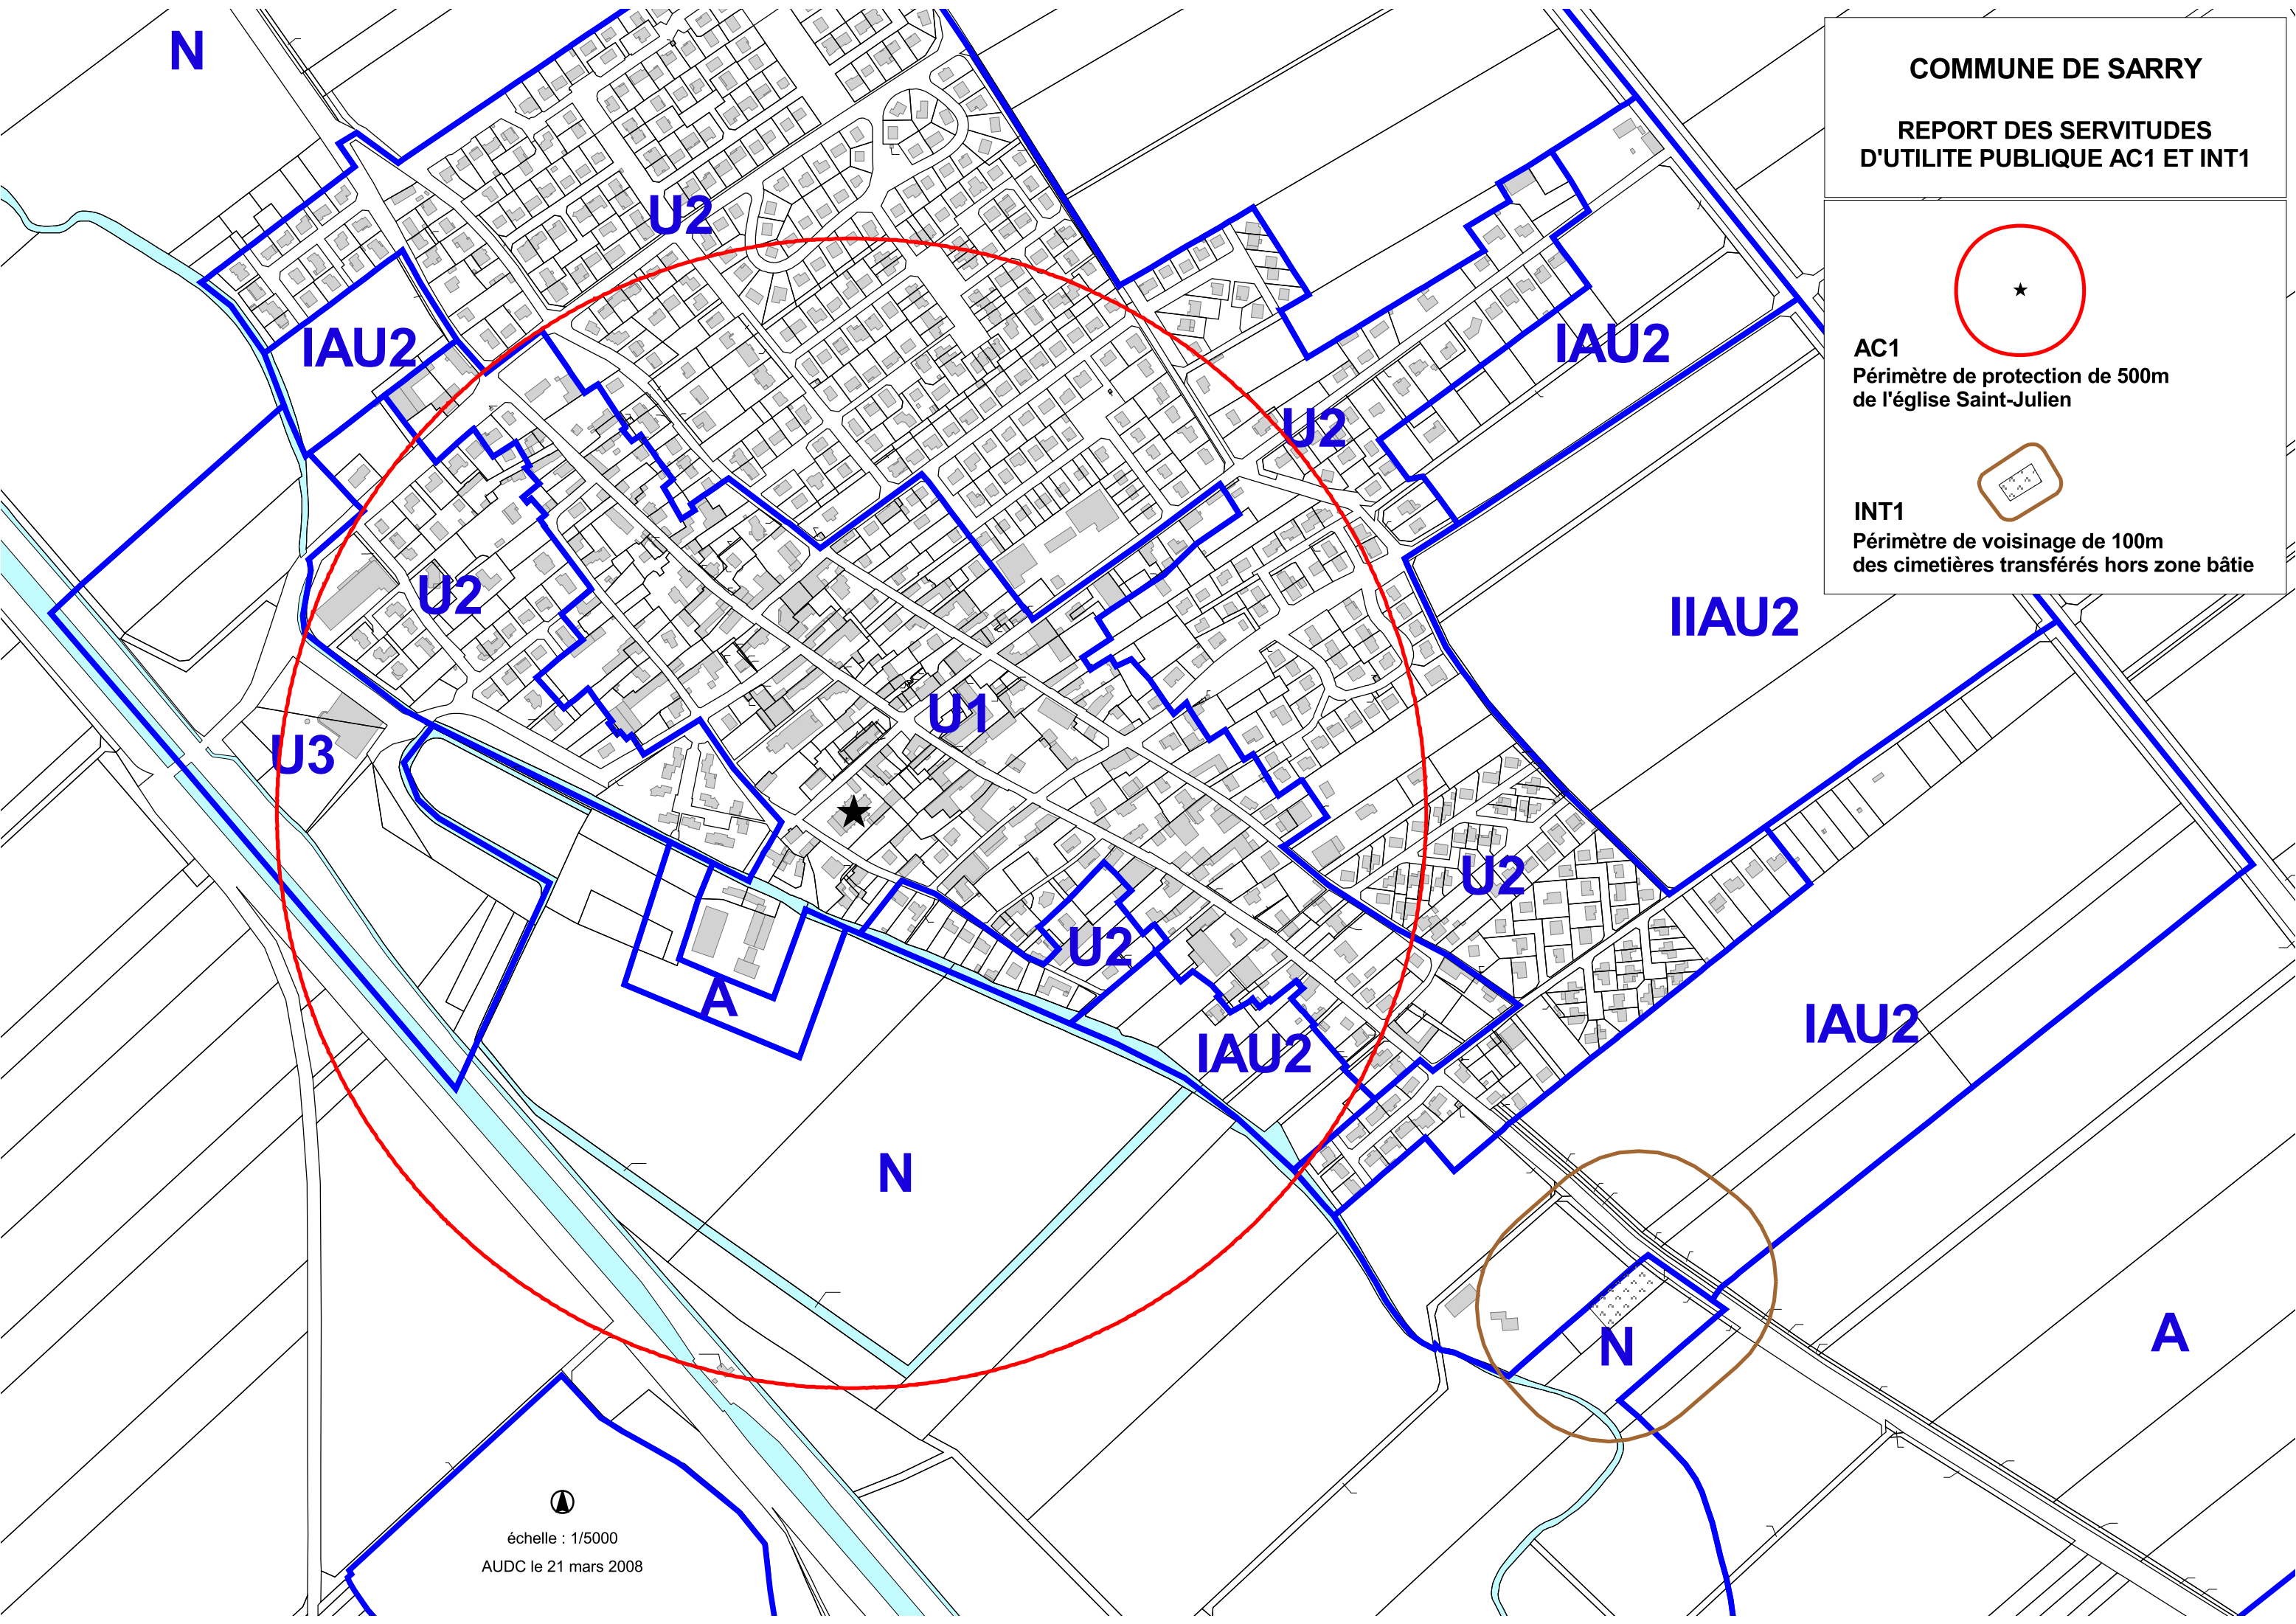 COMMUNE DE SARRY
REPORT DES SERVITUDES
D'UTILITE PUBLIQUE AC1 ET INT1
AC1
Périmètre de protection de 500m
de l'église Saint-Julien
INT1
Périmètre de voisinage de 100m
des cimetières transférés hors zone bâtie
N
U2
IAU2
IAU2
U2
U2
IIAU2
U1
U3
U2
U2
A
IAU2
IAU2
N
A
N
échelle : 1/5000
AUDC le 21 mars 2008